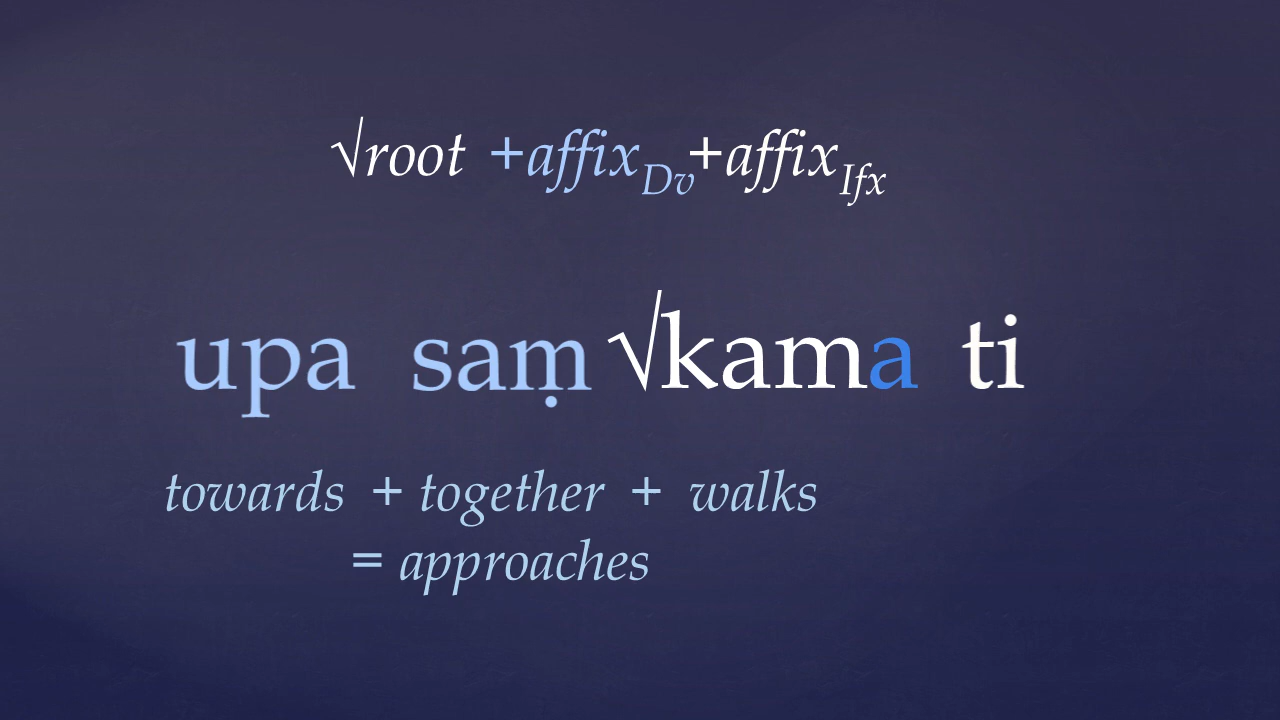 √root +affixDv+affixIfx
upa saṃ √kama ti
towards + together + walks
= approaches